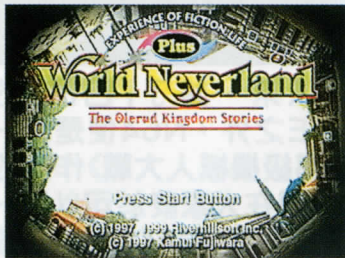 EXPERIENCE OF FICTION LIFE
Plus
World Neverland
The Olerud Kingdom Stories
Press Start Button
(c) 1997, 1999 Riverhillsoft Inc.
(c) 1997 Kamui Fujiwara